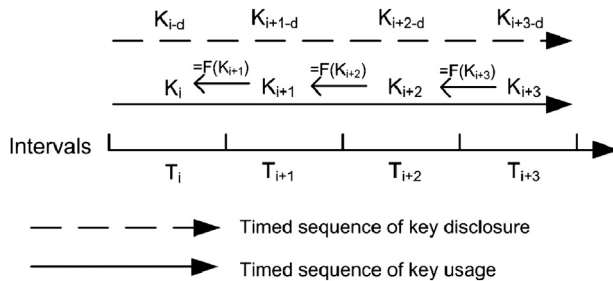 K_{i-d} K_{i+1-d} K_{i+2-d} K_{i+3-d}
=F(K_{i+1}) =F(K_{i+2}) =F(K_{i+3})
K_i K_{i+1} K_{i+2} K_{i+3}
Intervals
T_i T_{i+1} T_{i+2} T_{i+3}
Timed sequence of key disclosure
Timed sequence of key usage